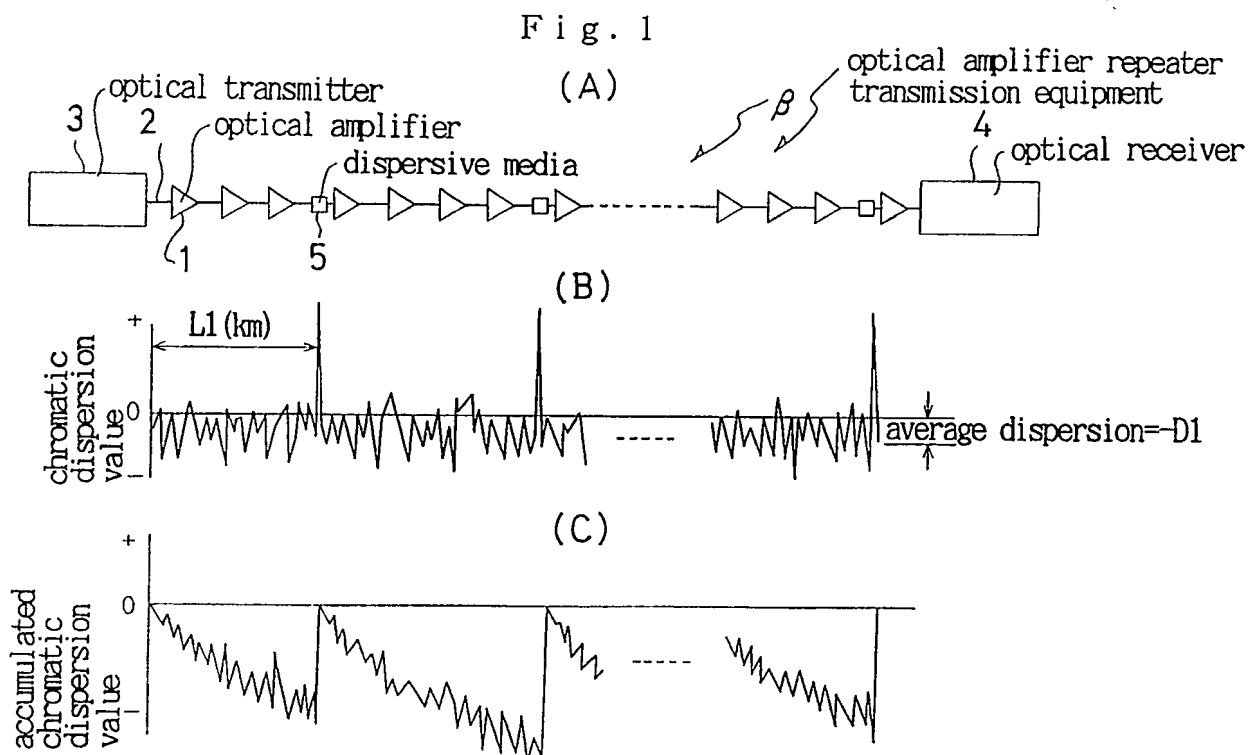 Fig. 1
(A)
optical transmitter
3
2
optical amplifier
dispersive media
1
5
β
optical amplifier repeater
transmission equipment
4
optical receiver
(B)
+
L1(km)
0
-
chromatic
dispersion
value
average dispersion=-D1
(C)
+
0
-
accumulated
chromatic
dispersion
value